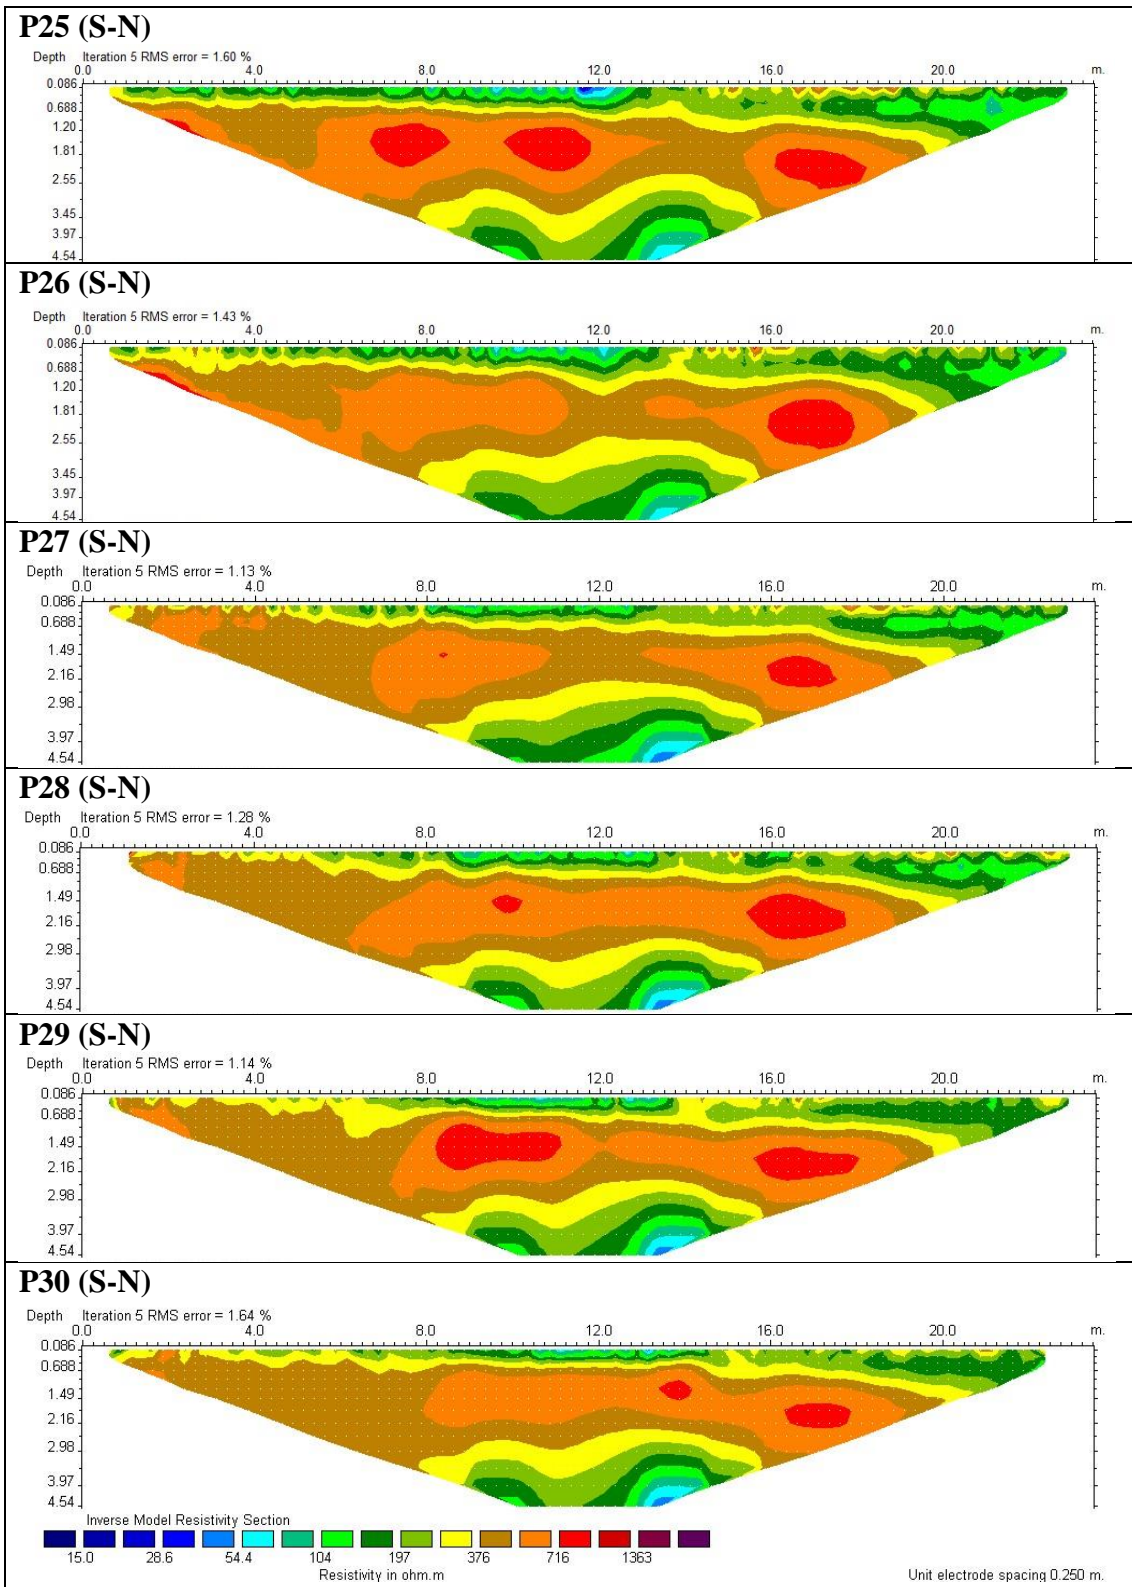 P25 (S-N)
Depth Iteration 5 RMS error = 1.60 %
0.0 4.0 8.0 12.0 16.0 20.0 m.
0.086
0.688
1.20
1.81
2.55
3.45
3.97
4.54
P26 (S-N)
Depth Iteration 5 RMS error = 1.43 %
0.0 4.0 8.0 12.0 16.0 20.0 m.
0.086
0.688
1.20
1.81
2.55
3.45
3.97
4.54
P27 (S-N)
Depth Iteration 5 RMS error = 1.13 %
0.0 4.0 8.0 12.0 16.0 20.0 m.
0.086
0.688
1.49
2.16
2.98
3.97
4.54
P28 (S-N)
Depth Iteration 5 RMS error = 1.28 %
0.0 4.0 8.0 12.0 16.0 20.0 m.
0.086
0.688
1.49
2.16
2.98
3.97
4.54
P29 (S-N)
Depth Iteration 5 RMS error = 1.14 %
0.0 4.0 8.0 12.0 16.0 20.0 m.
0.086
0.688
1.49
2.16
2.98
3.97
4.54
P30 (S-N)
Depth Iteration 5 RMS error = 1.64 %
0.0 4.0 8.0 12.0 16.0 20.0 m.
0.086
0.688
1.49
2.16
2.98
3.97
4.54
Inverse Model Resistivity Section
15.0 28.6 54.4 104 197 376 716 1363
Resistivity in ohm.m Unit electrode spacing 0.250 m.